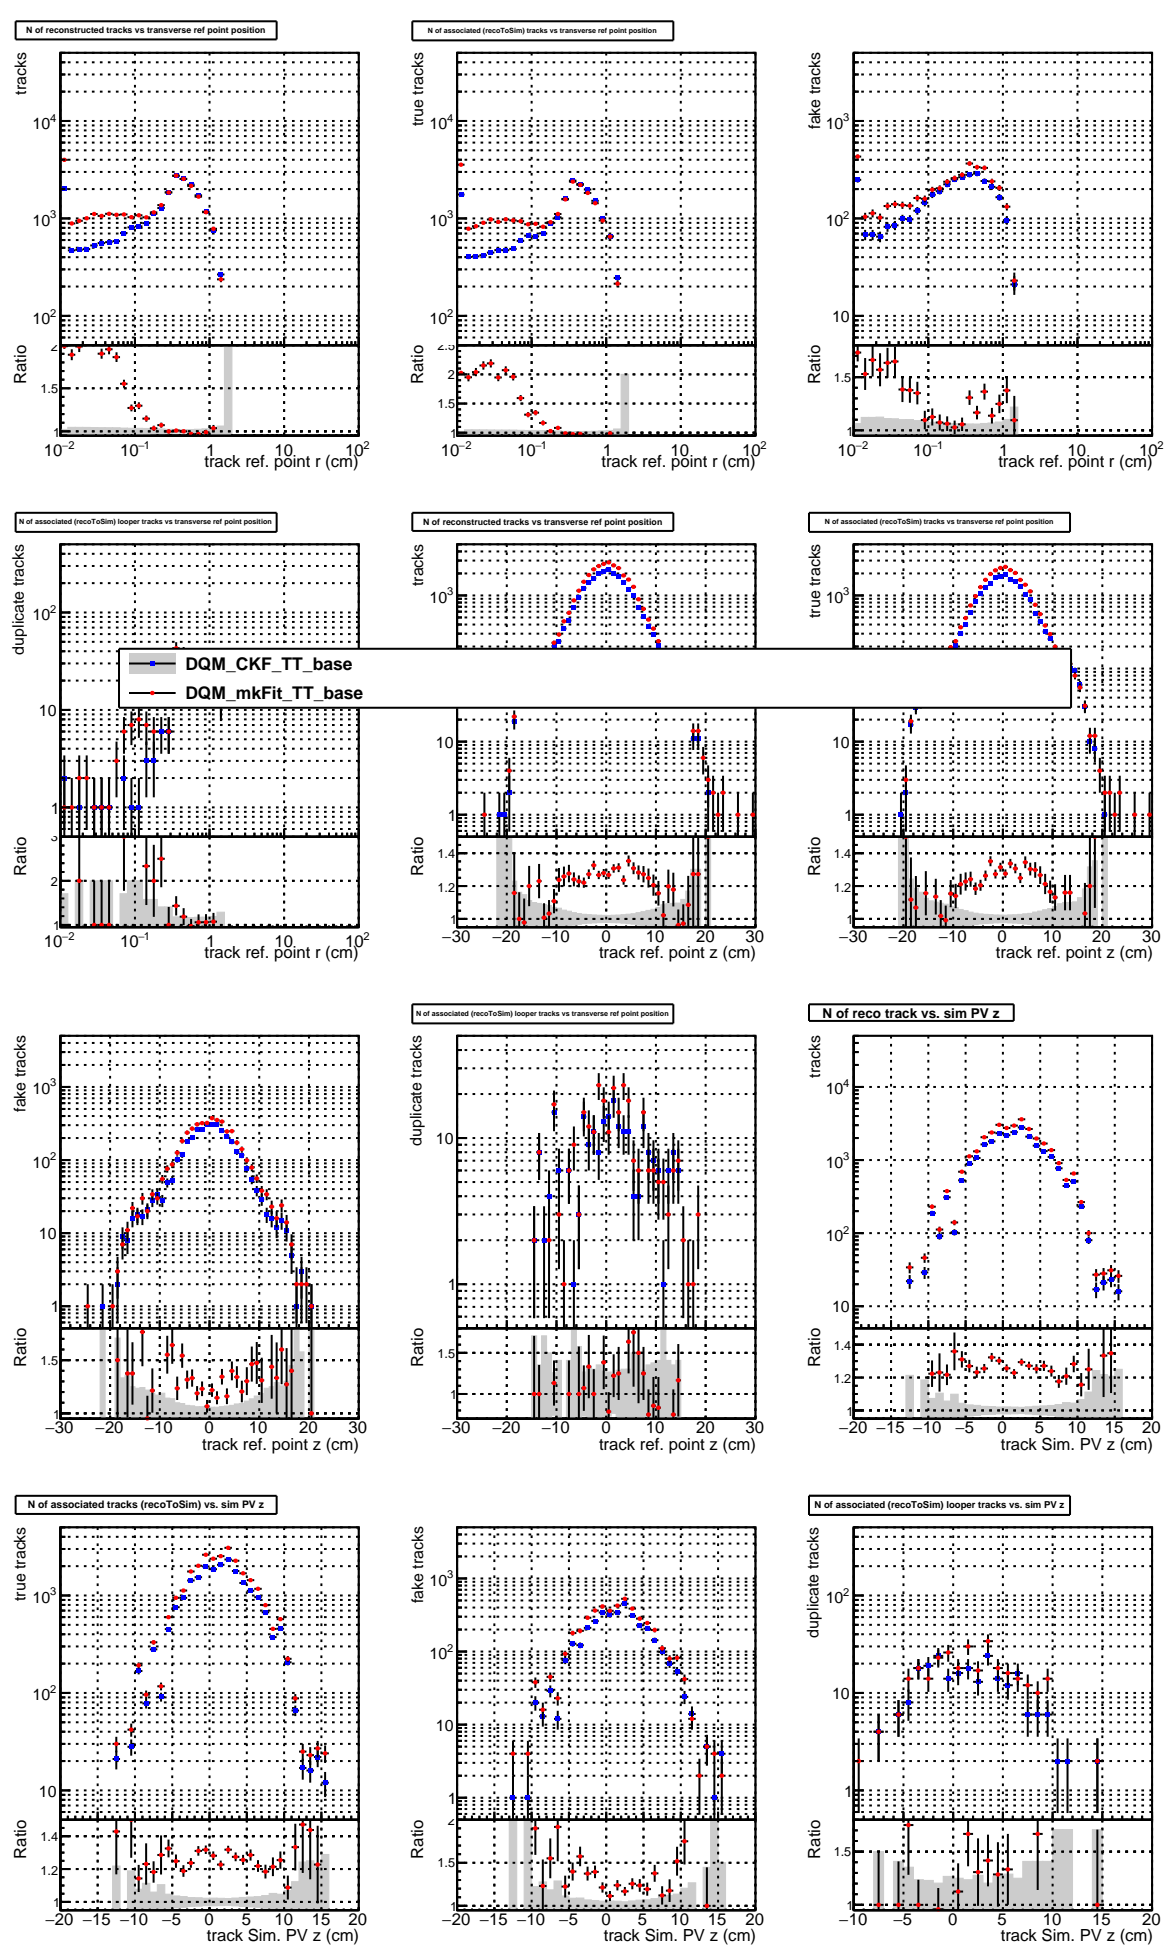 N of reconstructed tracks vs transverse ref point position
N of associated (recoToSim) tracks vs transverse ref point position
tracks
true tracks
fake tracks
10⁴
10³
10²
10⁴
10³
10²
10³
10²
10
Ratio
2
1.5
1
Ratio
2.5
2
1.5
1
Ratio
1.5
1
10⁻² 10⁻¹ 1 10 10²
10⁻² 10⁻¹ 1 10 10²
10⁻² 10⁻¹ 1 10 10²
track ref. point r (cm)
track ref. point r (cm)
track ref. point r (cm)
N of associated (recoToSim) looper tracks vs transverse ref point position
N of reconstructed tracks vs transverse ref point position
N of associated (recoToSim) tracks vs transverse ref point position
duplicate tracks
tracks
true tracks
10²
10
1
10³
10
1
10³
10
1
DQM_CKF_TT_base
DQM_mkFit_TT_base
Ratio
3
2
1
Ratio
1.4
1.2
1
Ratio
1.4
1.2
1
10⁻² 10⁻¹ 1 10 10²
−30 −20 −10 0 10 20 30
−30 −20 −10 0 10 20 30
track ref. point r (cm)
track ref. point z (cm)
track ref. point z (cm)
N of associated (recoToSim) looper tracks vs transverse ref point position
N of reco track vs. sim PV z
fake tracks
duplicate tracks
tracks
10³
10²
10
1
10
1
10⁴
10³
10²
10
Ratio
1.5
1
Ratio
1.5
1
Ratio
1.4
1.2
1
−30 −20 −10 0 10 20 30
−30 −20 −10 0 10 20 30
−20 −15 −10 −5 0 5 10 15 20
track ref. point z (cm)
track ref. point z (cm)
track Sim. PV z (cm)
N of associated tracks (recoToSim) vs. sim PV z
N of associated (recoToSim) looper tracks vs. sim PV z
true tracks
fake tracks
duplicate tracks
10³
10²
10
10³
10²
10
1
10²
10
1
Ratio
1.4
1.2
1
Ratio
2
1.5
1
Ratio
1.5
1
−20 −15 −10 −5 0 5 10 15 20
−20 −15 −10 −5 0 5 10 15 20
−10 −5 0 5 10 15 20
track Sim. PV z (cm)
track Sim. PV z (cm)
track Sim. PV z (cm)